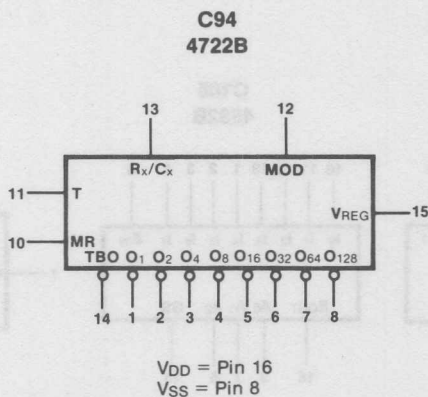 C94
4722B
13 12
Rx/Cx MOD
11 T
VREG 15
10 MR
TBO O1 O2 O4 O8 O16 O32 O64 O128
14 1 2 3 4 5 6 7 8
VDD = Pin 16
VSS = Pin 8